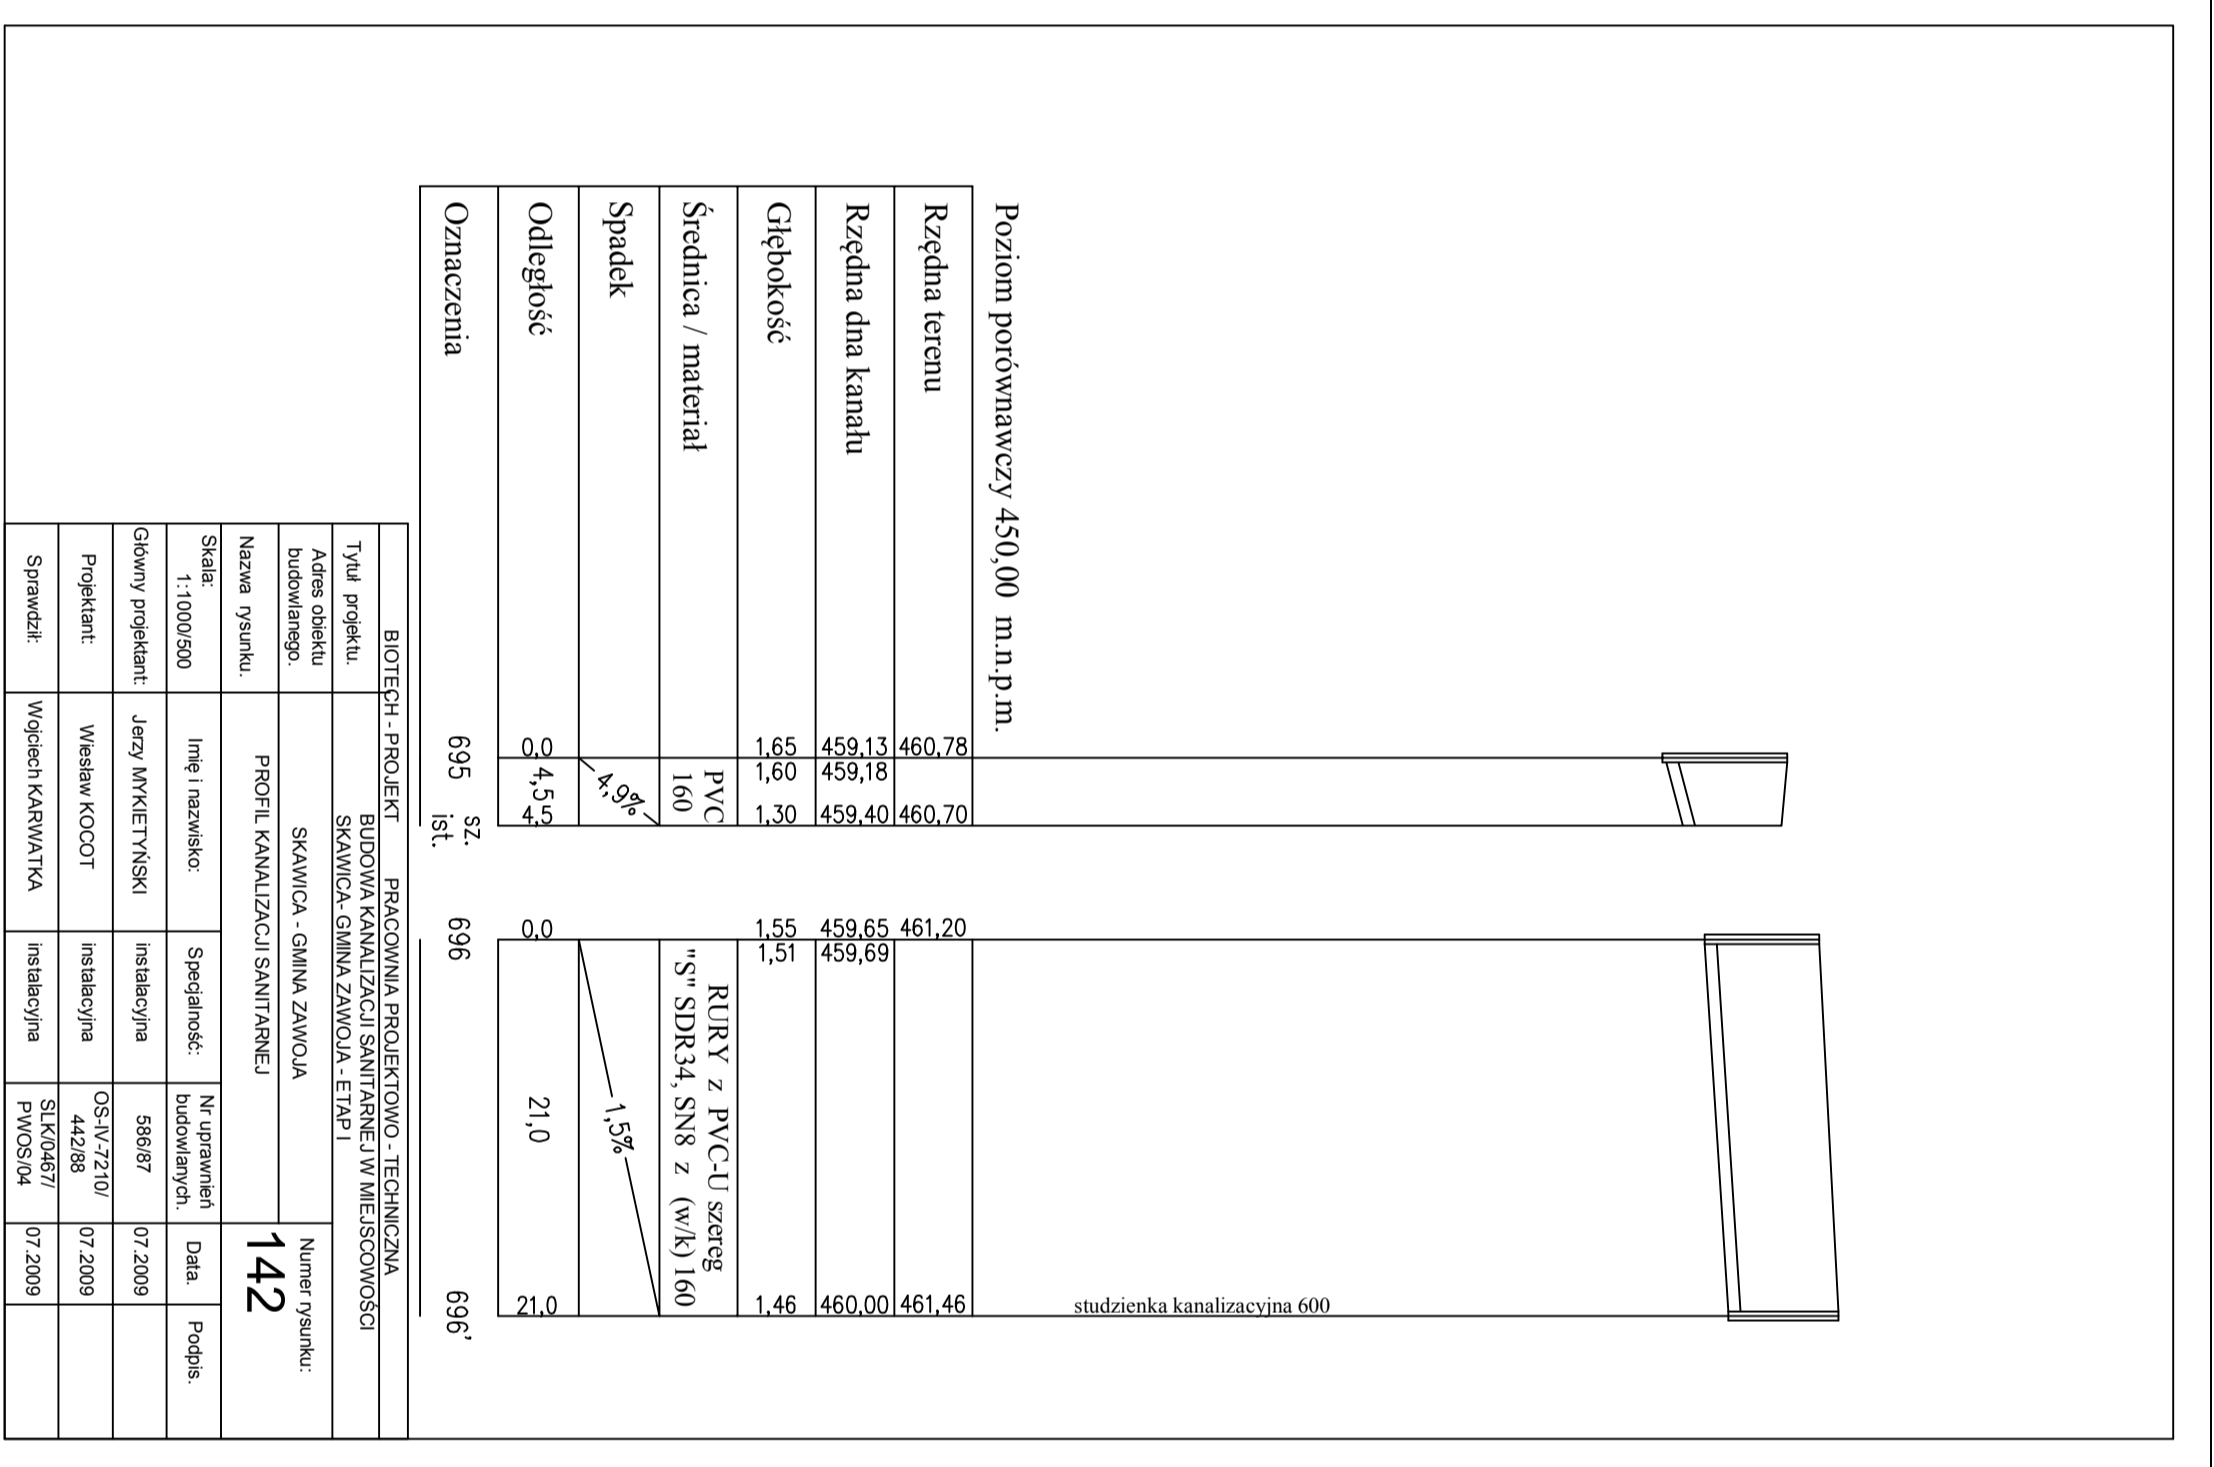 Poziom porównawczy 450,00 m.n.p.m.
Rzędna terenu
460,78
460,70
461,20
461,46
Rzędna dna kanału
459,13
459,18
459,40
459,65
459,69
460,00
Głębokość
1,65
1,60
1,30
1,55
1,51
1,46
Średnica / materiał
PVC
160
RURY z PVC-U szereg
"S" SDR34, SN8 z (w/k) 160
Spadek
4,9%
1,5%
Odległość
0,0
4,5
4,5
0,0
21,0
21,0
Oznaczenia
695
sz.
ist.
696
696’
studzienka kanalizacyjna 600
BIOTECH - PROJEKT PRACOWNIA PROJEKTOWO - TECHNICZNA
Tytuł projektu.
BUDOWA KANALIZACJI SANITARNEJ W MIEJSCOWOŚCI
SKAWICA- GMINA ZAWOJA - ETAP I
Adres obiektu
budowlanego.
SKAWICA - GMINA ZAWOJA
Numer rysunku:
142
Nazwa rysunku.
PROFIL KANALIZACJI SANITARNEJ
Skala:
1:1000/500
Imię i nazwisko:
Specjalność:
Nr uprawnień
budowlanych.
Data.
Podpis.
Główny projektant:
Jerzy MYKIETYŃSKI
instalacyjna
586/87
07.2009
Projektant:
Wiesław KOCOT
instalacyjna
OS-IV-7210/
442/88
07.2009
Sprawdził:
Wojciech KARWATKA
instalacyjna
SLK/0467/
PWOS/04
07.2009